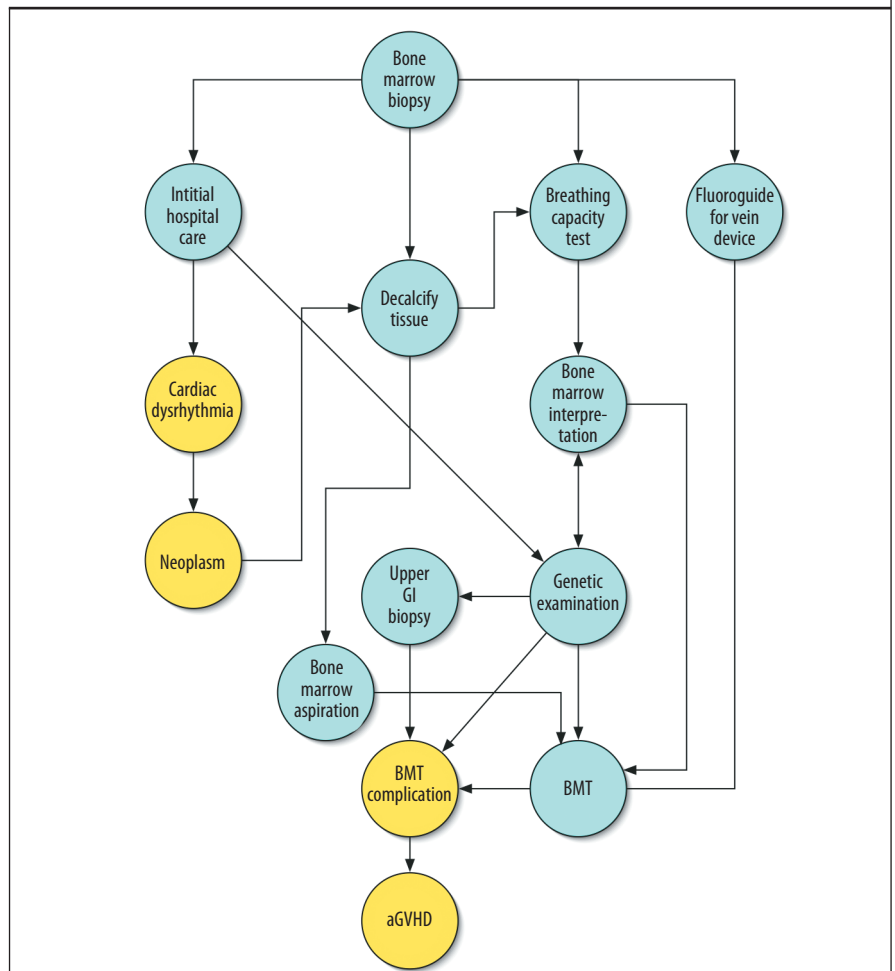 Bone
marrow
biopsy
Intitial
hospital
care
Breathing
capacity
test
Fluoroguide
for vein
device
Decalcify
tissue
Cardiac
dysrhythmia
Bone
marrow
interpre-
tation
Neoplasm
Upper
GI
biopsy
Genetic
examination
Bone
marrow
aspiration
BMT
complication
BMT
aGVHD